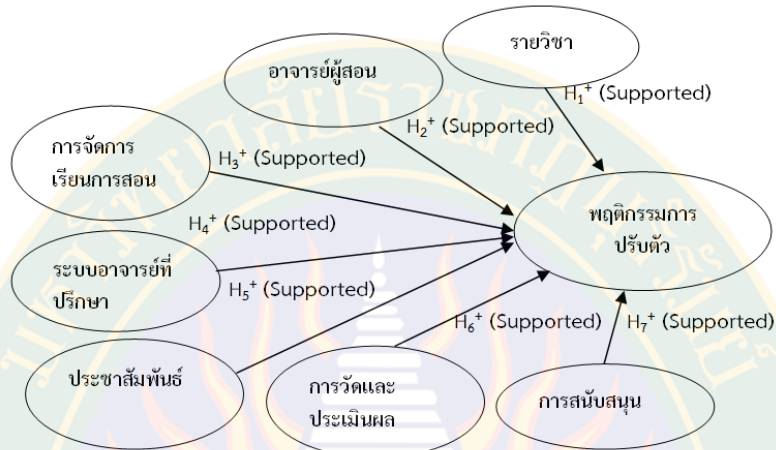 รายวิชา
H₁⁺ (Supported)
อาจารย์ผู้สอน
H₂⁺ (Supported)
การจัดการ
เรียนการสอน
H₃⁺ (Supported)
พฤติกรรมการ
ปรับตัว
H₄⁺ (Supported)
ระบบอาจารย์ที่
ปรึกษา
H₅⁺ (Supported)
ประชาสัมพันธ์
H₆⁺ (Supported)
การวัดและ
ประเมินผล
H₇⁺ (Supported)
การสนับสนุน